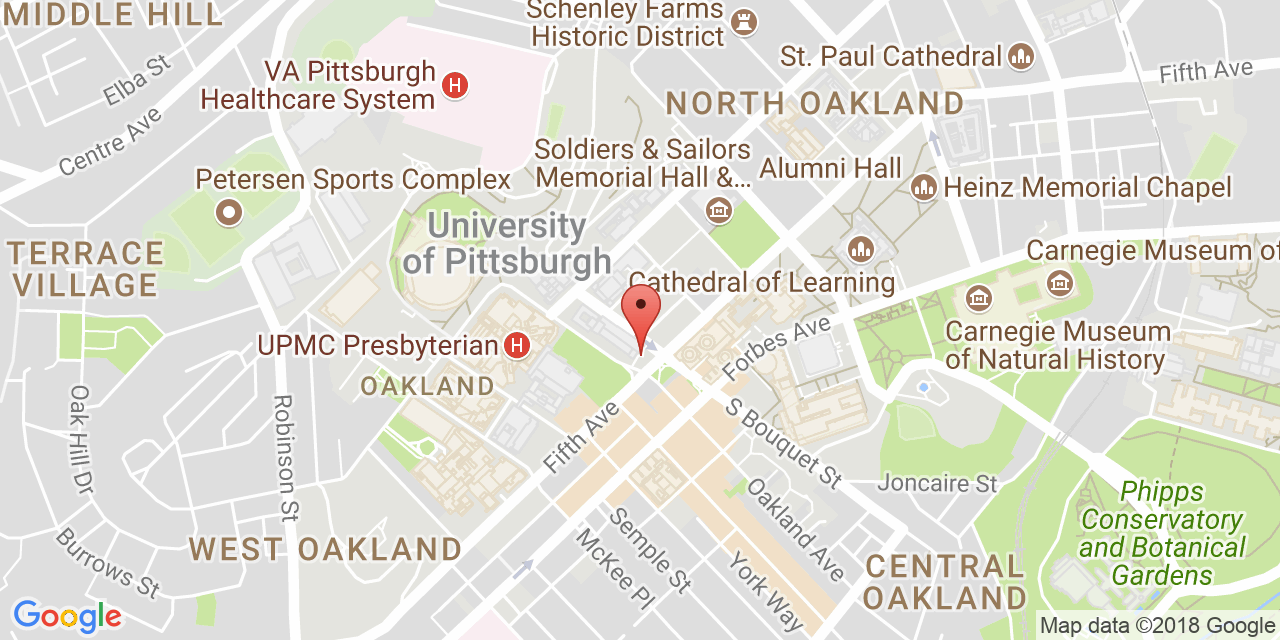 MIDDLE HILL
Schenley Farms
Historic District
St. Paul Cathedral
Fifth Ave
Elba St
VA Pittsburgh
Healthcare System
Centre Ave
NORTH OAKLAND
Soldiers & Sailors
Memorial Hall &...
Alumni Hall
Petersen Sports Complex
Heinz Memorial Chapel
University
of Pittsburgh
TERRACE
VILLAGE
Carnegie Museum of
Cathedral of Learning
UPMC Presbyterian
Forbes Ave
Carnegie Museum
of Natural History
OAKLAND
Oak Hill Dr
Robinson St
Fifth Ave
S Bouquet St
Joncaire St
Phipps
Conservatory
and Botanical
Gardens
Oakland Ave
Semple St
McKee Pl
York Way
WEST OAKLAND
Burrows St
CENTRAL
OAKLAND
Google
Map data ©2018 Google
H
H